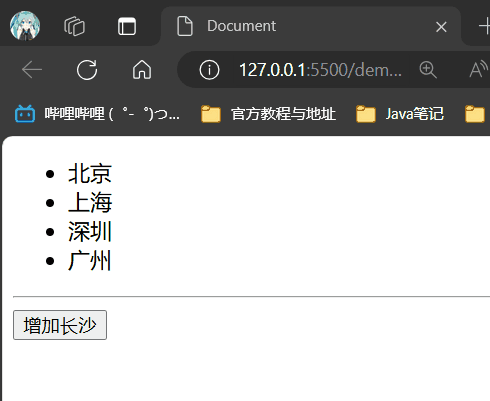 Document
127.0.0.1:5500/dem...
哔哩哔哩 (゜-゜)つ...
官方教程与地址
Java笔记
北京
上海
深圳
广州
增加长沙